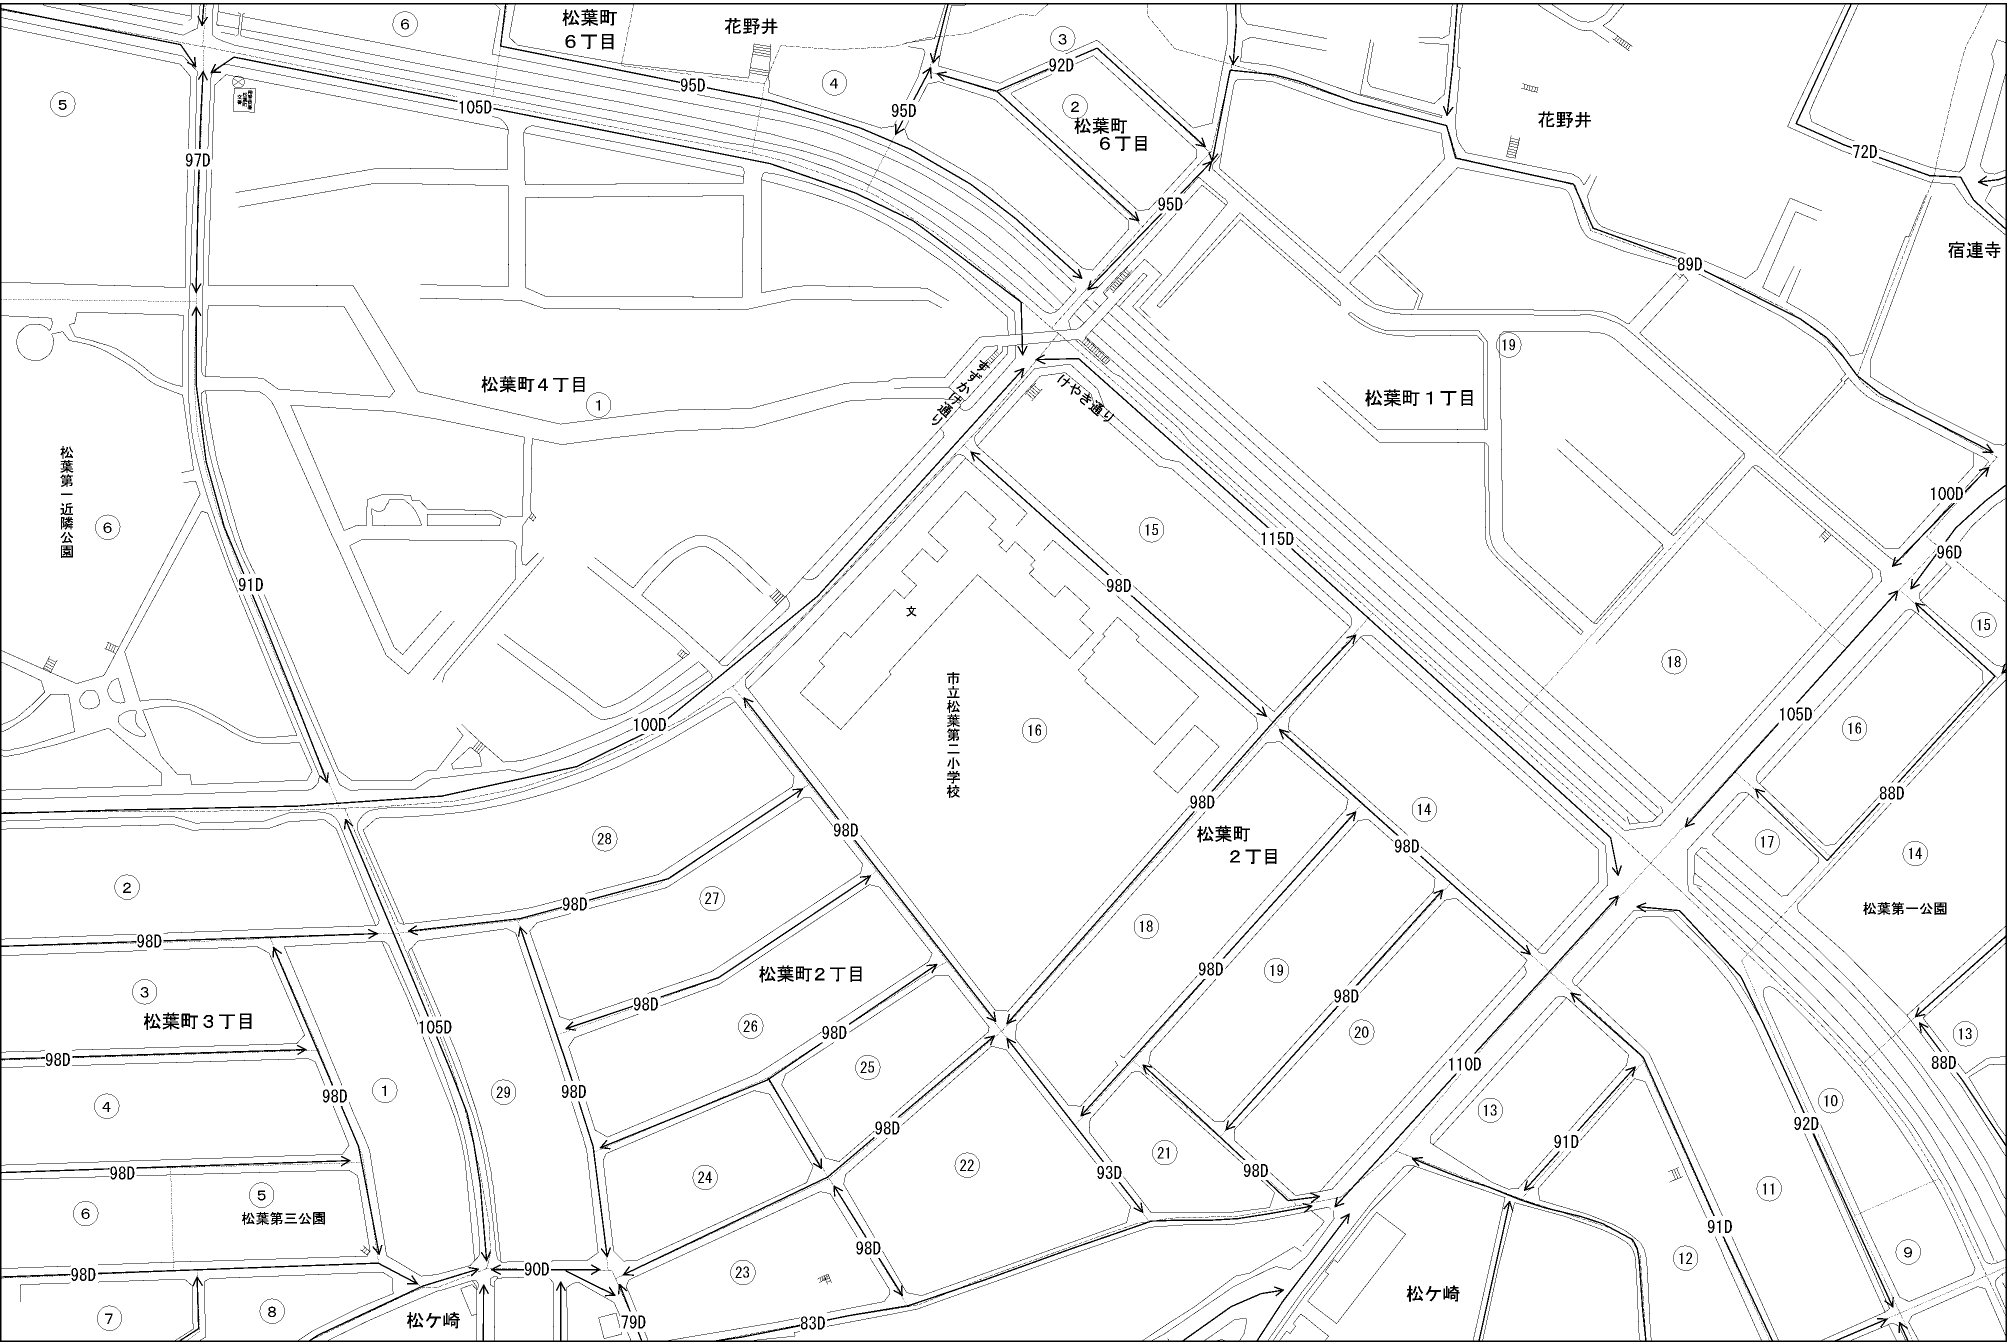 ⑥
松葉町
６丁目
花野井
③
92D
95D
④
95D
105D
⑤
②
松葉町
６丁目
花野井
72D
97D
95D
宿連寺
89D
⑲
松葉町４丁目
①
すずかけ通り
けやき通り
松葉町１丁目
松葉第一近隣公園
⑥
100D
96D
⑮
115D
98D
91D
文
⑮
⑱
市立松葉第二小学校
⑯
100D
105D
⑯
88D
98D
⑭
98D
松葉町
２丁目
98D
⑰
⑭
松葉第一公園
㉘
②
98D
㉗
98D
⑱
98D
⑲
松葉町２丁目
③
松葉町３丁目
98D
98D
⑳
105D
㉖
98D
⑬
88D
98D
㉕
110D
98D
98D
①
㉙
④
98D
⑬
⑩
92D
91D
㉑
98D
93D
㉒
98D
㉔
⑤
松葉第三公園
⑥
⑪
91D
⑫
⑨
98D
98D
90D
㉓
⑦
⑧
松ケ崎
79D
83D
松ケ崎